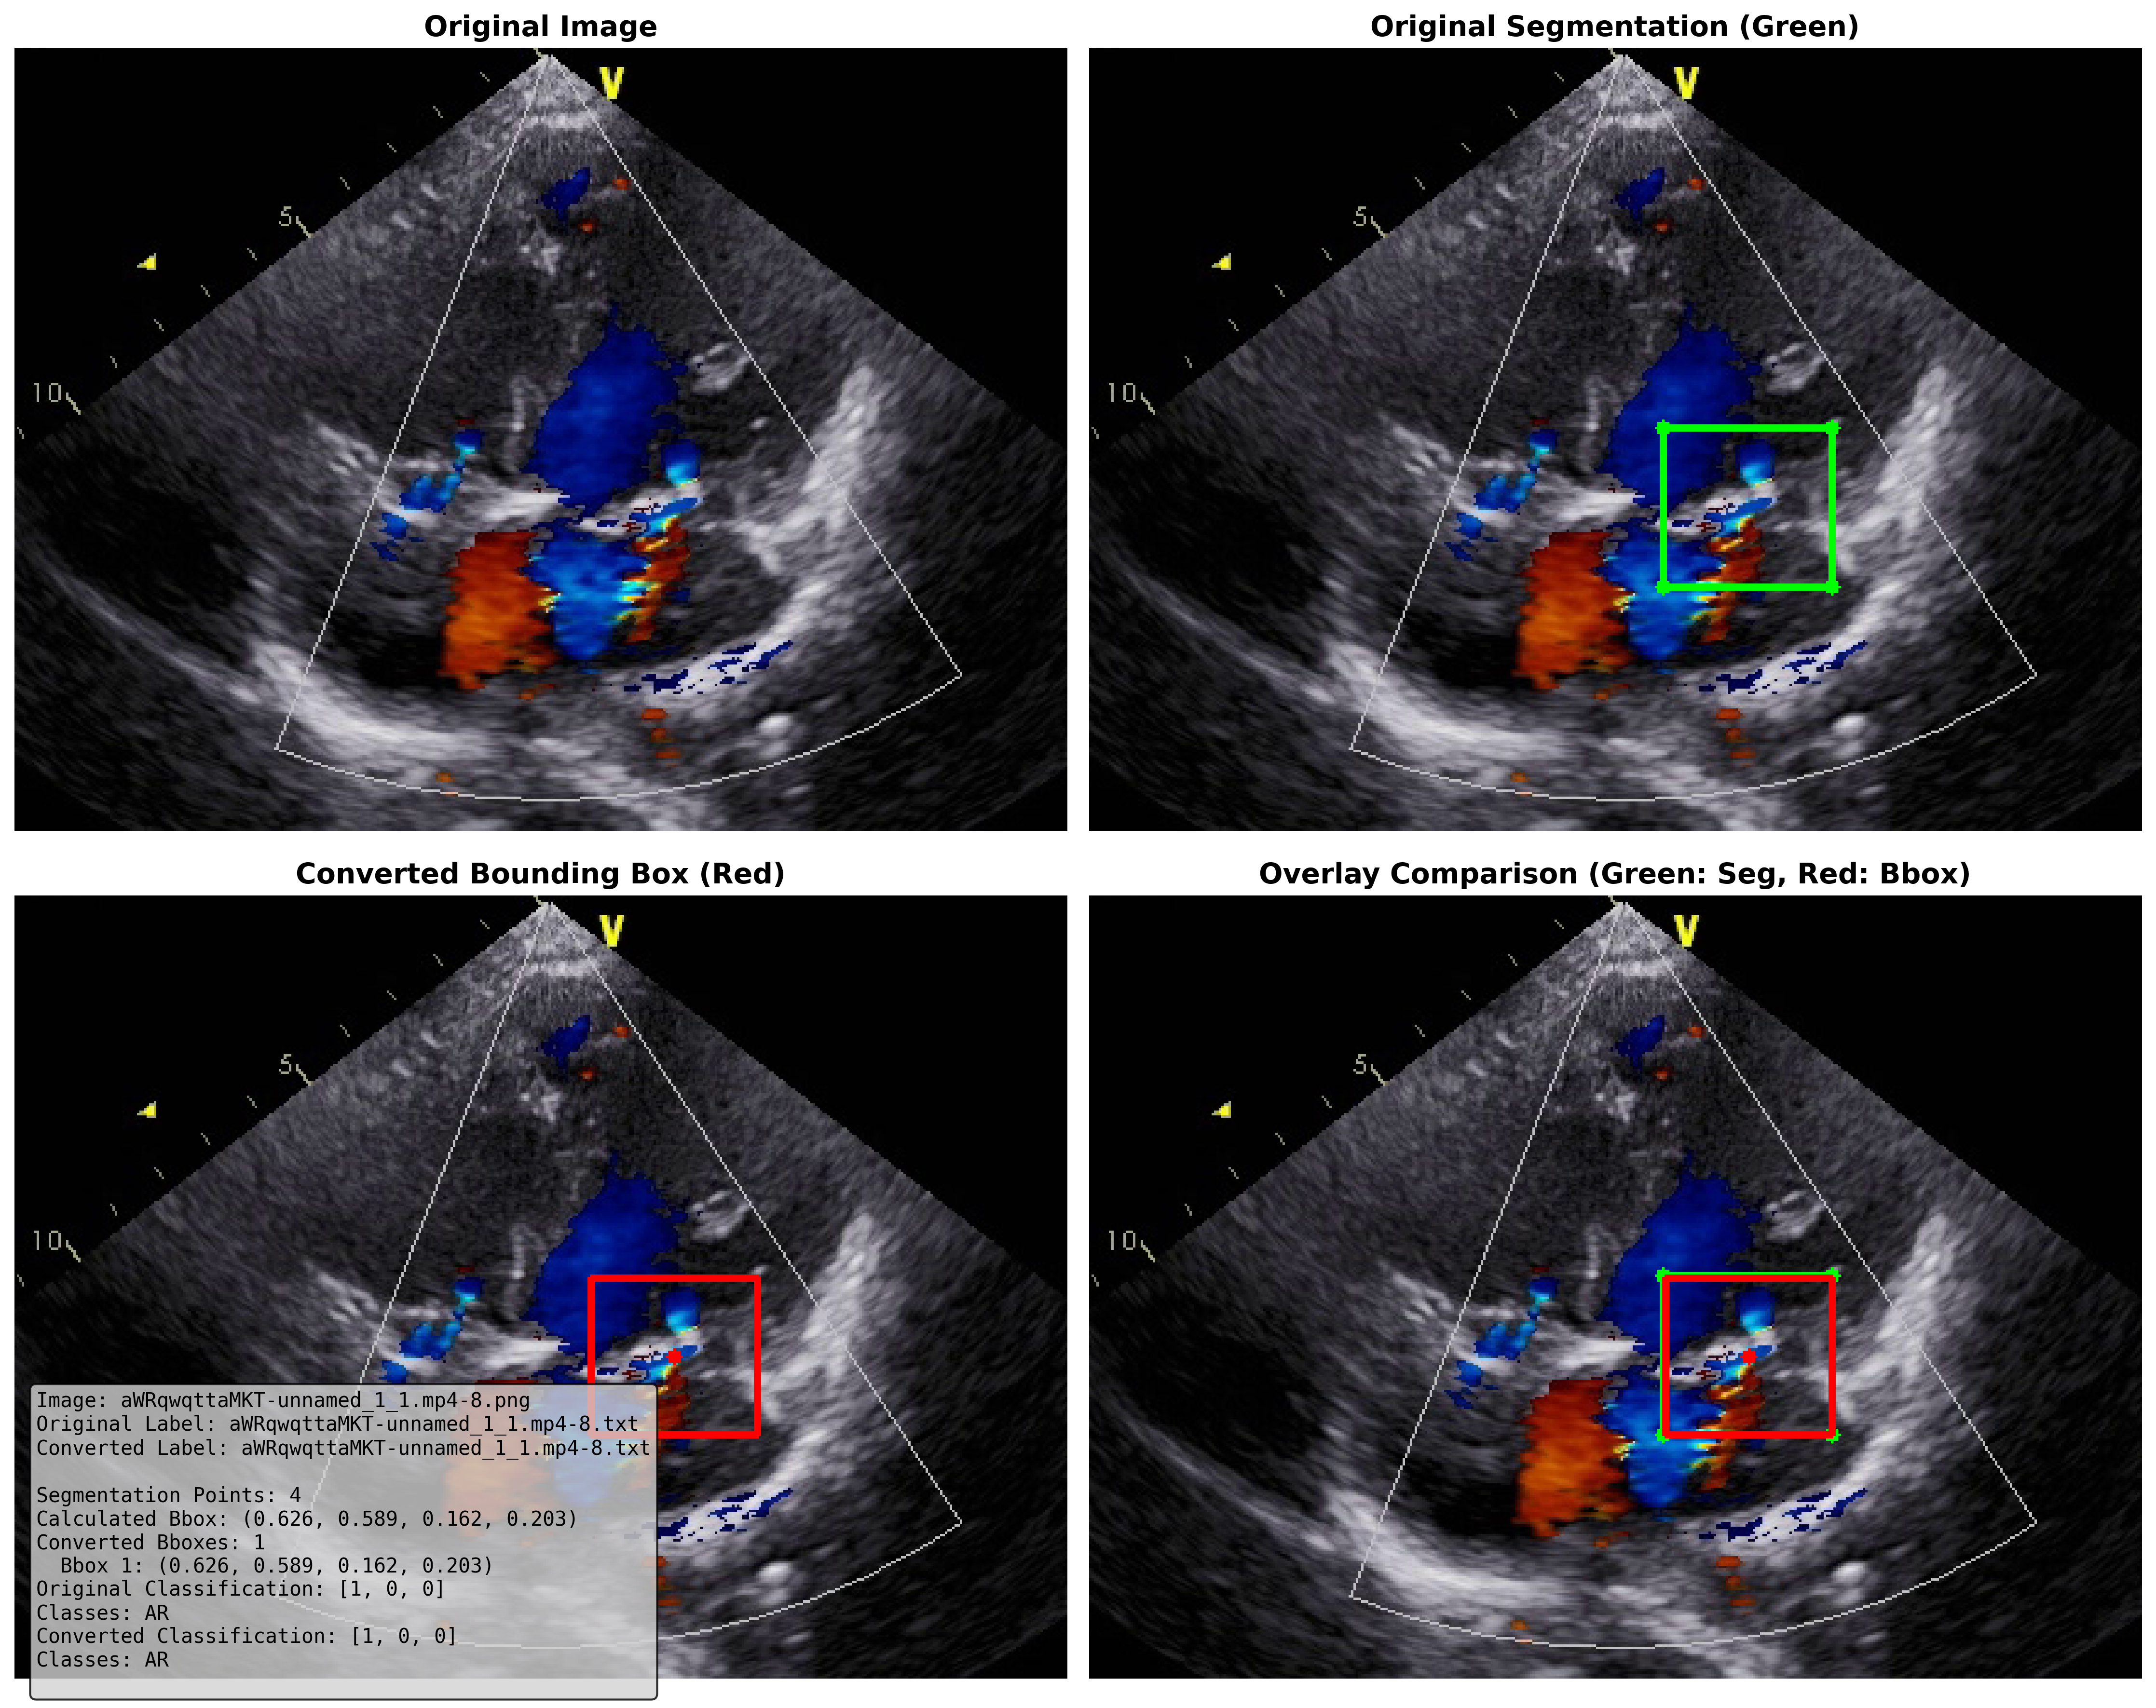 Original Image
Original Segmentation (Green)
V
5
10
V
5
10
Converted Bounding Box (Red)
Overlay Comparison (Green: Seg, Red: Bbox)
V
5
10
V
5
10
Image: aWRqwqttaMKT-unnamed_1_1.mp4-8.png
Original Label: aWRqwqttaMKT-unnamed_1_1.mp4-8.txt
Converted Label: aWRqwqttaMKT-unnamed_1_1.mp4-8.txt
Segmentation Points: 4
Calculated Bbox: (0.626, 0.589, 0.162, 0.203)
Converted Bboxes: 1
Bbox 1: (0.626, 0.589, 0.162, 0.203)
Original Classification: [1, 0, 0]
Classes: AR
Converted Classification: [1, 0, 0]
Classes: AR